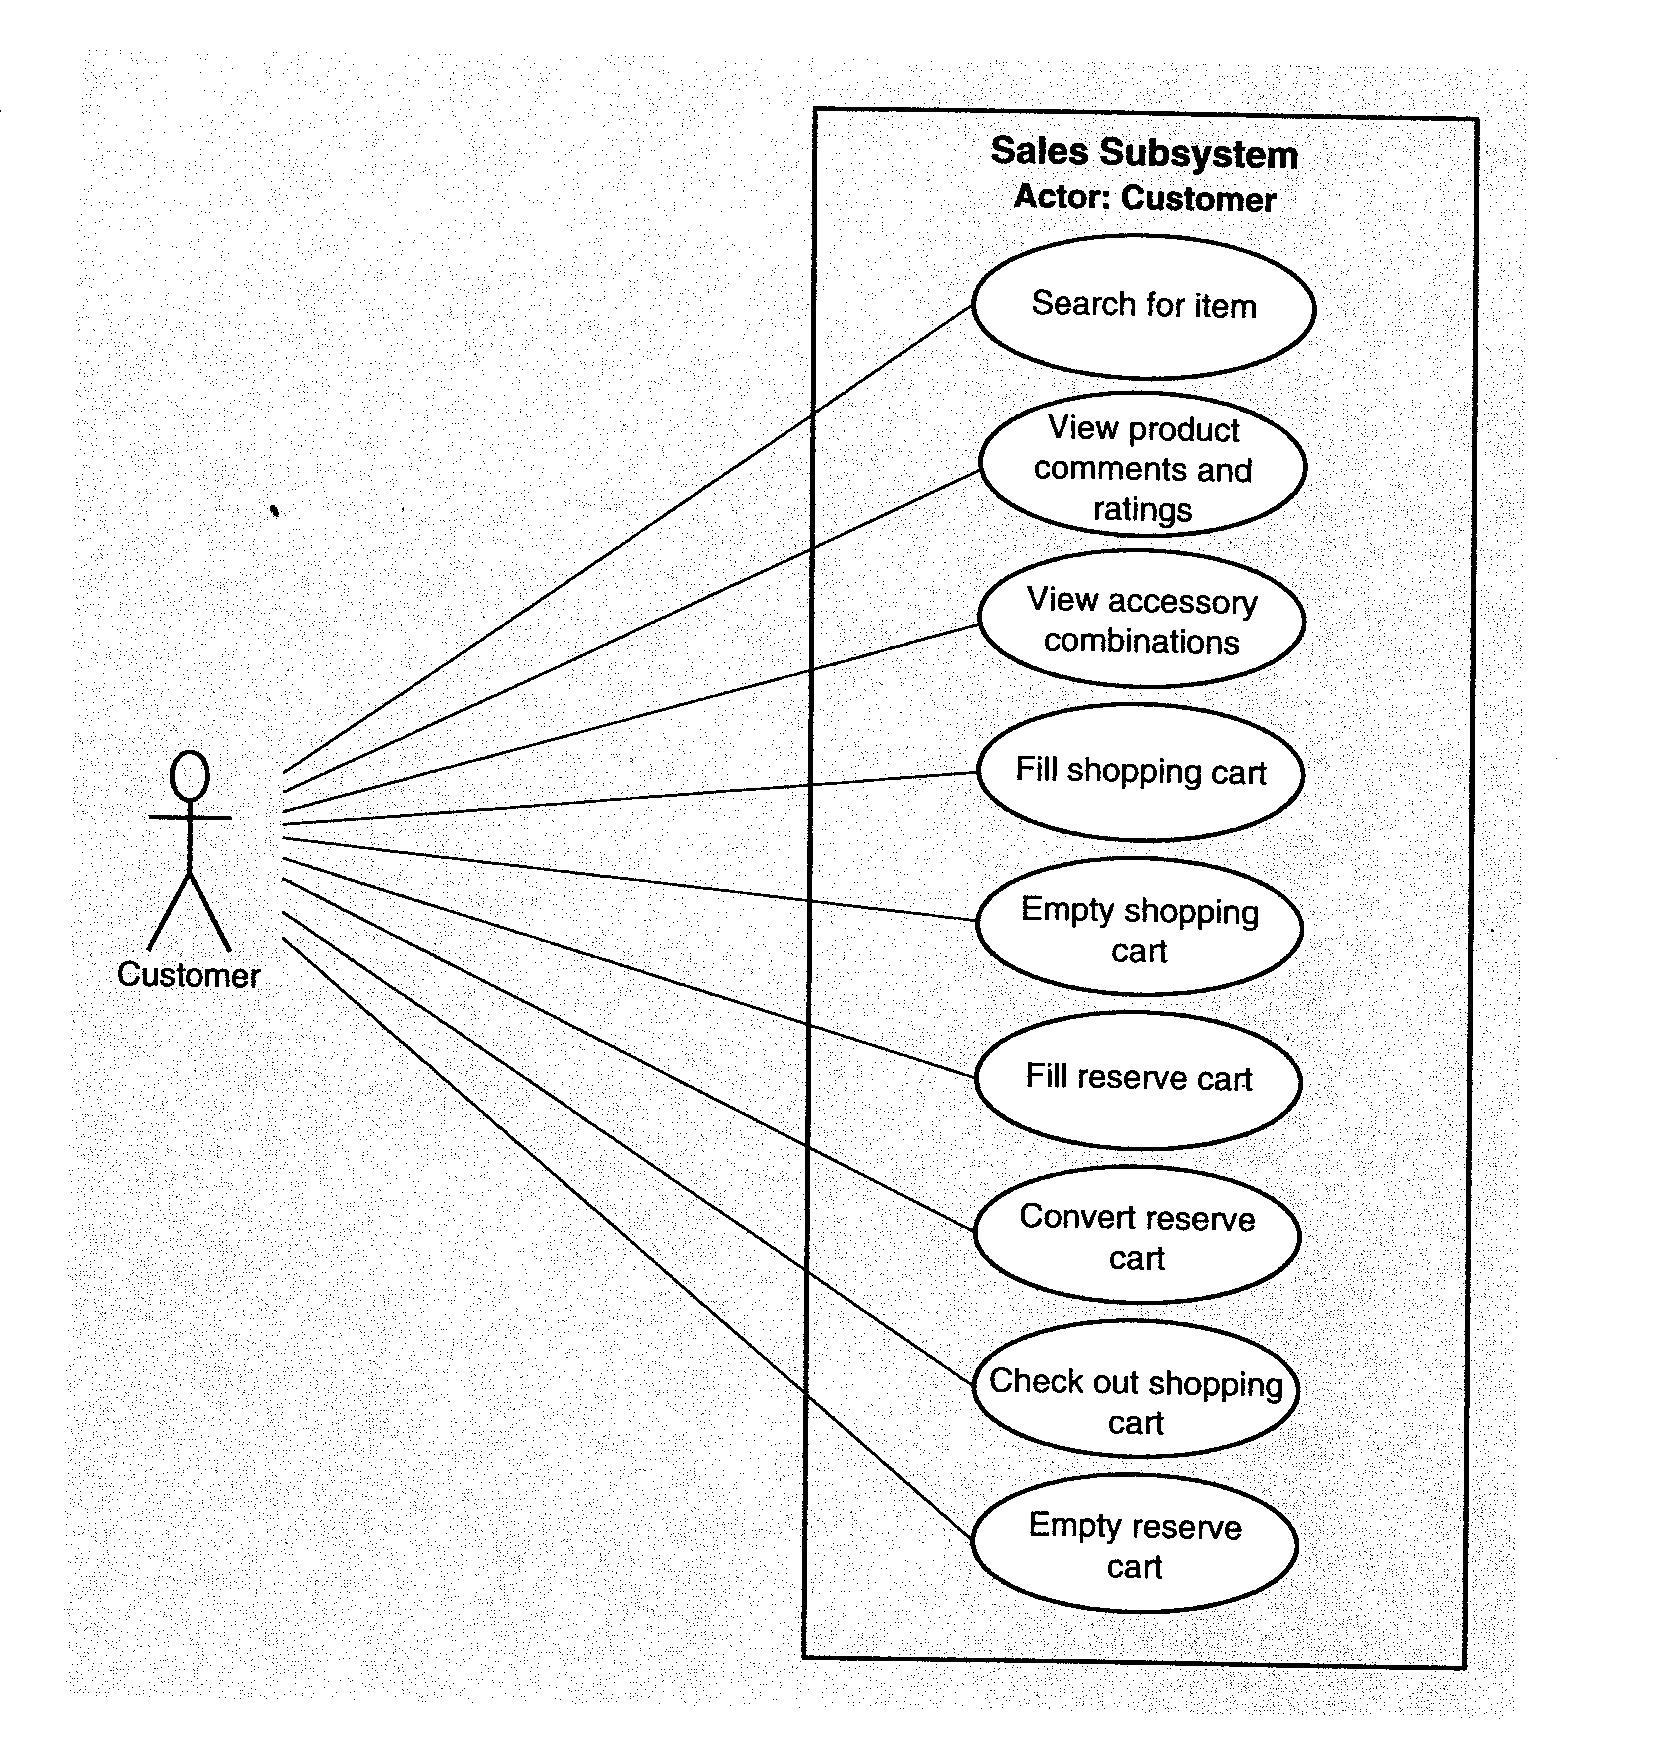 Sales Subsystem
Actor: Customer
Search for item
View product
comments and
ratings
View accessory
combinations
Fill shopping cart
Empty shopping
cart
Customer
Fill reserve cart
Convert reserve
cart
Check out shopping
cart
Empty reserve
cart